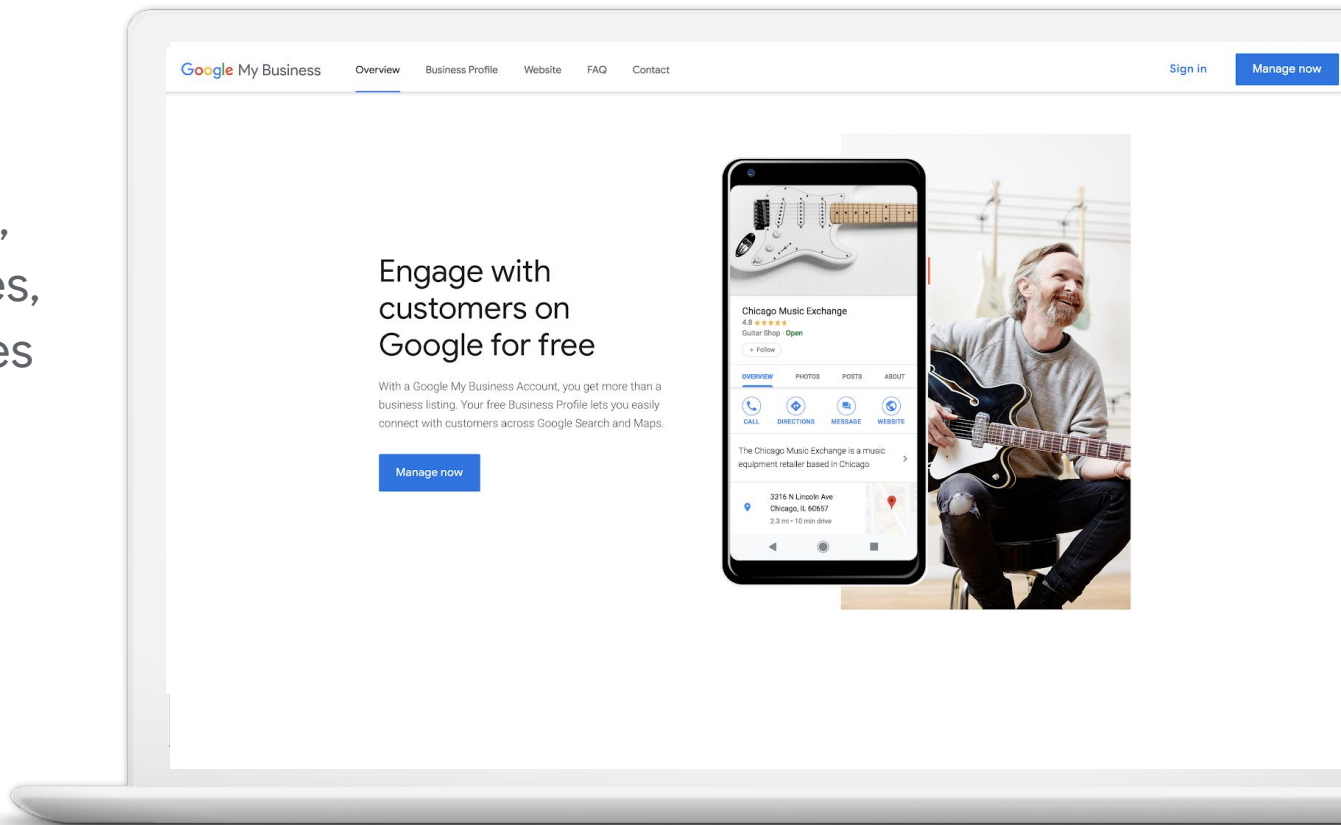 ,
es,
es
Google My Business Overview Business Profile Website FAQ Contact Sign in Manage now
Engage with
customers on
Google for free
With a Google My Business Account, you get more than a
business listing. Your free Business Profile lets you easily
connect with customers across Google Search and Maps.
Manage now
Chicago Music Exchange
4.8 ★★★★★
Guitar Shop · Open
+ Follow
OVERVIEW PHOTOS POSTS ABOUT
CALL DIRECTIONS MESSAGE WEBSITE
The Chicago Music Exchange is a music
equipment retailer based in Chicago
3316 N Lincoln Ave
Chicago, IL 60657
2.3 mi • 10 min drive